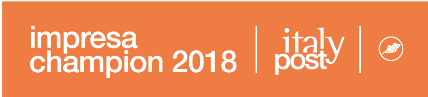 impresa
champion 2018
italy
post